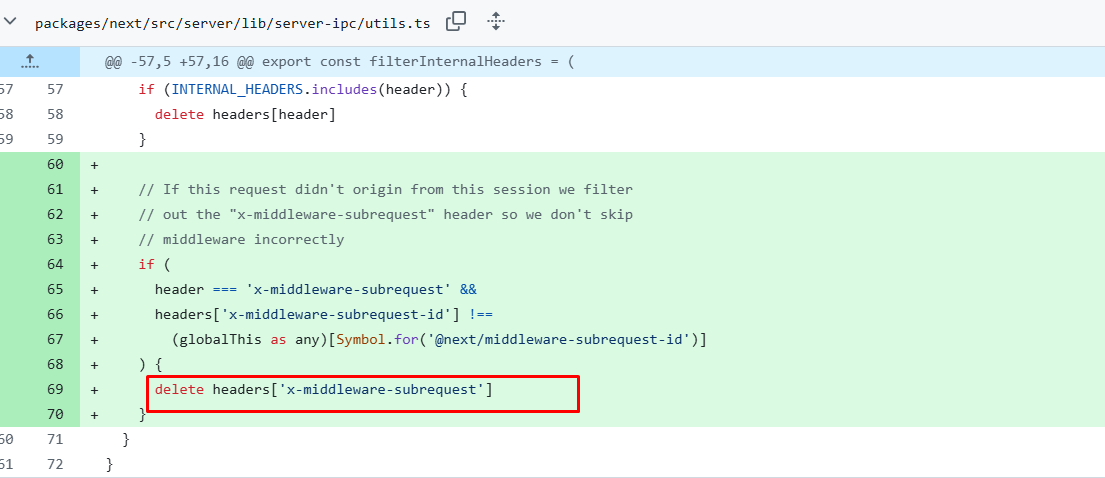 packages/next/src/server/lib/server-ipc/utils.ts
@@ -57,5 +57,16 @@ export const filterInternalHeaders = (
57 57 if (INTERNAL_HEADERS.includes(header)) {
58 58 delete headers[header]
59 59 }
60 +
61 + // If this request didn't origin from this session we filter
62 + // out the "x-middleware-subrequest" header so we don't skip
63 + // middleware incorrectly
64 + if (
65 + header === 'x-middleware-subrequest' &&
66 + headers['x-middleware-subrequest-id'] !==
67 + (globalThis as any)[Symbol.for('@next/middleware-subrequest-id')]
68 + ) {
69 + delete headers['x-middleware-subrequest']
70 + }
60 71 }
61 72 }